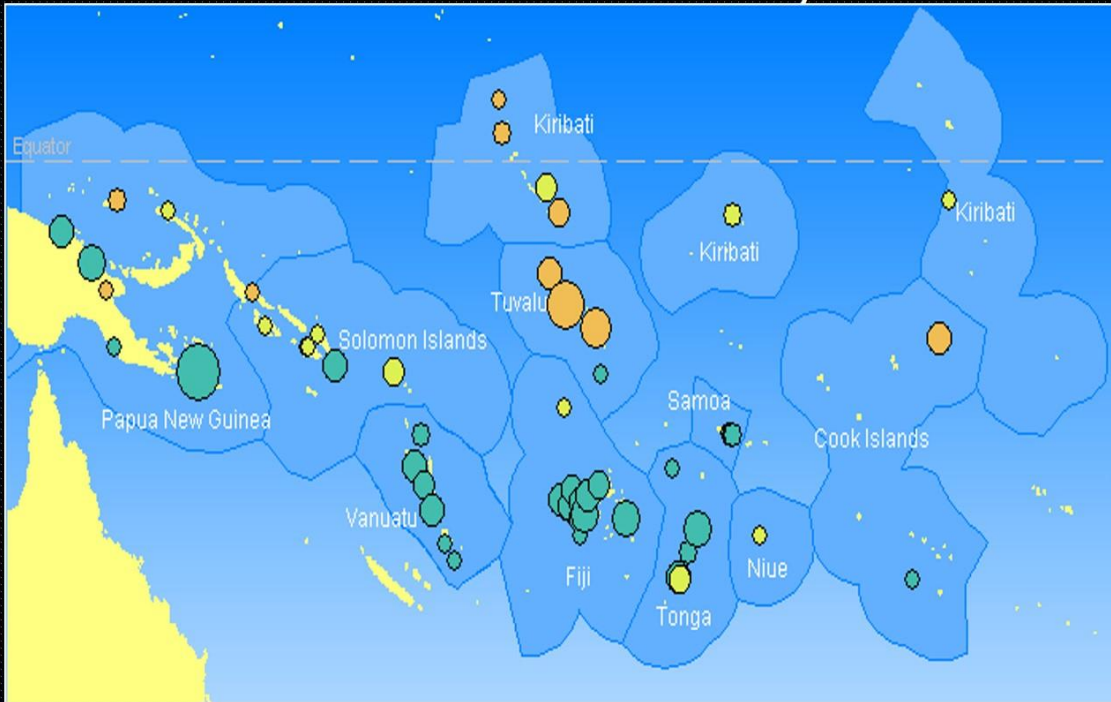 Kiribati
Equator
Kiribati
Kiribati
Tuvalu
Solomon Islands
Samoa
Papua New Guinea
Cook Islands
Vanuatu
Fiji
Niue
Tonga